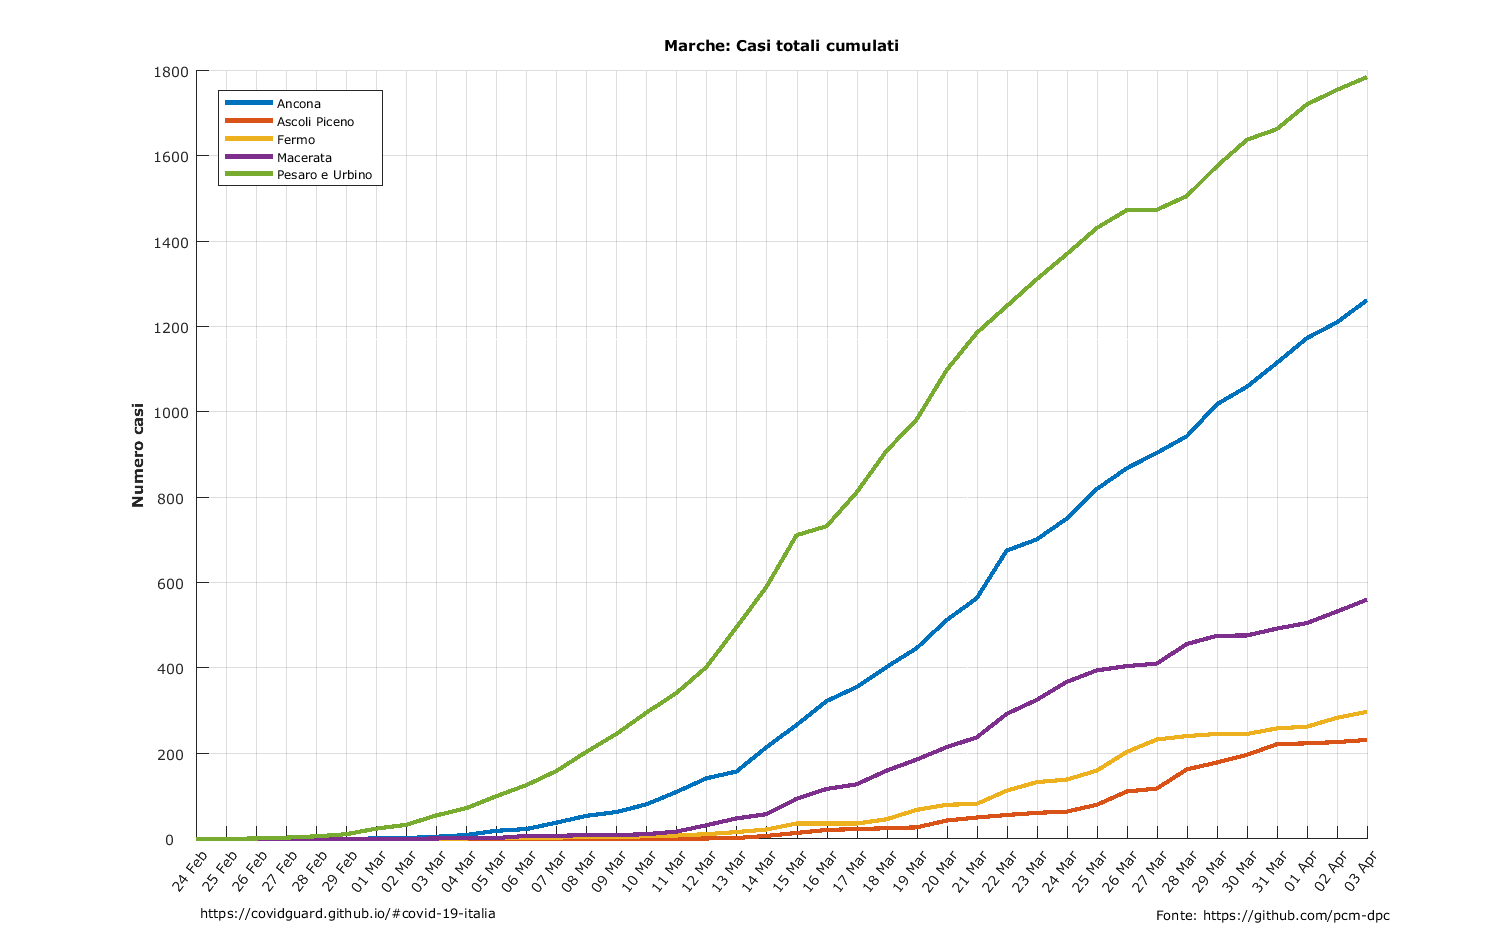 Marche: Casi totali cumulati
1800
1600
1400
1200
1000
800
600
400
200
0
Numero casi
Ancona
Ascoli Piceno
Fermo
Macerata
Pesaro e Urbino
24 Feb
25 Feb
26 Feb
27 Feb
28 Feb
29 Feb
01 Mar
02 Mar
03 Mar
04 Mar
05 Mar
06 Mar
07 Mar
08 Mar
09 Mar
10 Mar
11 Mar
12 Mar
13 Mar
14 Mar
15 Mar
16 Mar
17 Mar
18 Mar
19 Mar
20 Mar
21 Mar
22 Mar
23 Mar
24 Mar
25 Mar
26 Mar
27 Mar
28 Mar
29 Mar
30 Mar
31 Mar
01 Apr
02 Apr
03 Apr
https://covidguard.github.io/#covid-19-italia
Fonte: https://github.com/pcm-dpc